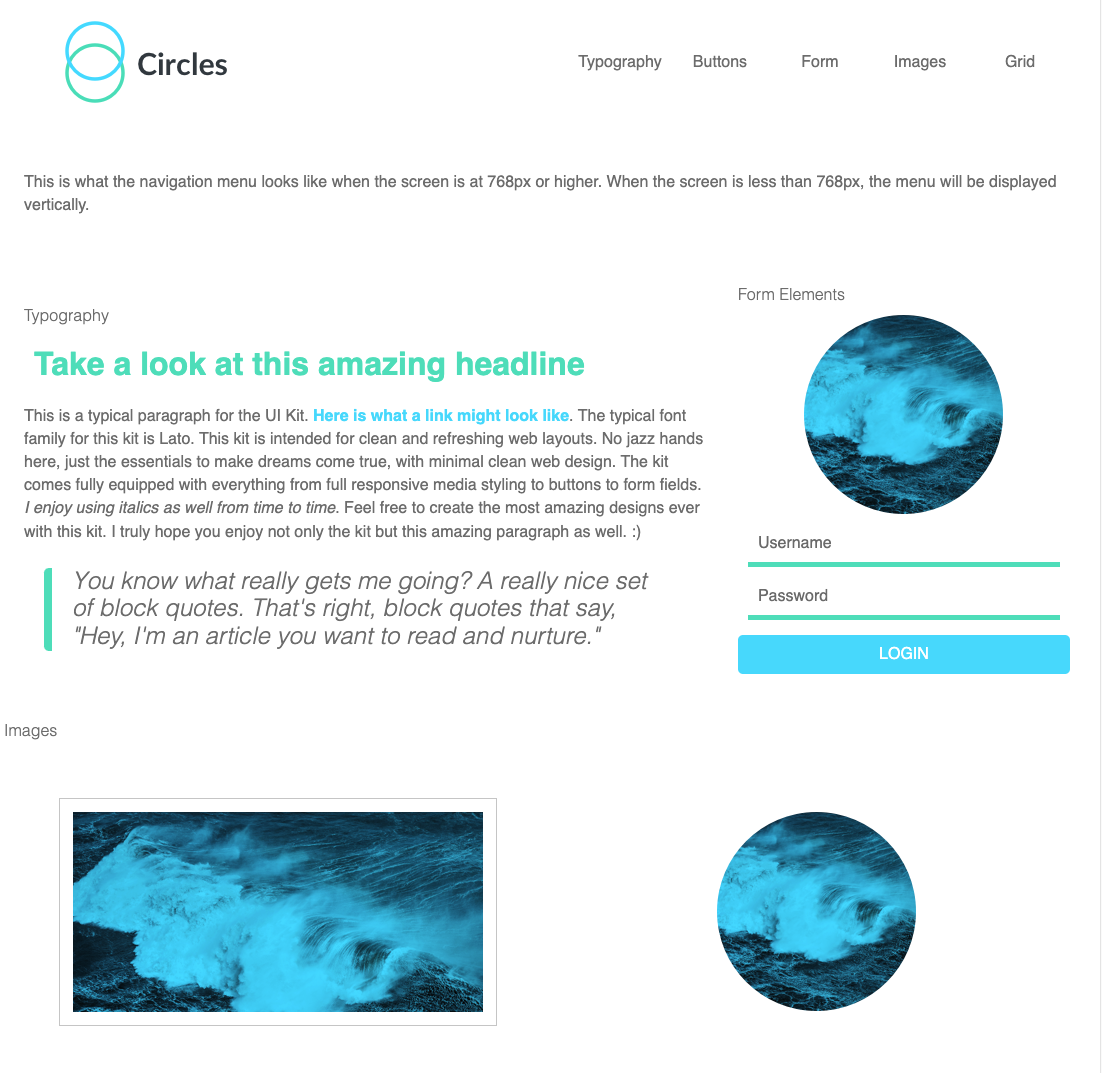 Circles
Typography Buttons Form Images Grid
This is what the navigation menu looks like when the screen is at 768px or higher. When the screen is less than 768px, the menu will be displayed
vertically.
Typography
Take a look at this amazing headline
This is a typical paragraph for the UI Kit. Here is what a link might look like. The typical font
family for this kit is Lato. This kit is intended for clean and refreshing web layouts. No jazz hands
here, just the essentials to make dreams come true, with minimal clean web design. The kit
comes fully equipped with everything from full responsive media styling to buttons to form fields.
I enjoy using italics as well from time to time. Feel free to create the most amazing designs ever
with this kit. I truly hope you enjoy not only the kit but this amazing paragraph as well. :)
You know what really gets me going? A really nice set
of block quotes. That's right, block quotes that say,
"Hey, I'm an article you want to read and nurture."
Form Elements
Username
Password
LOGIN
Images